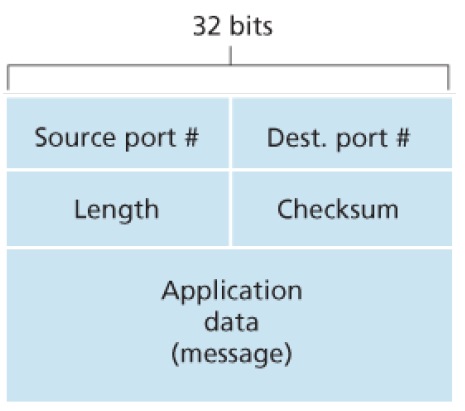 32 bits
Source port #
Dest. port #
Length
Checksum
Application
data
(message)